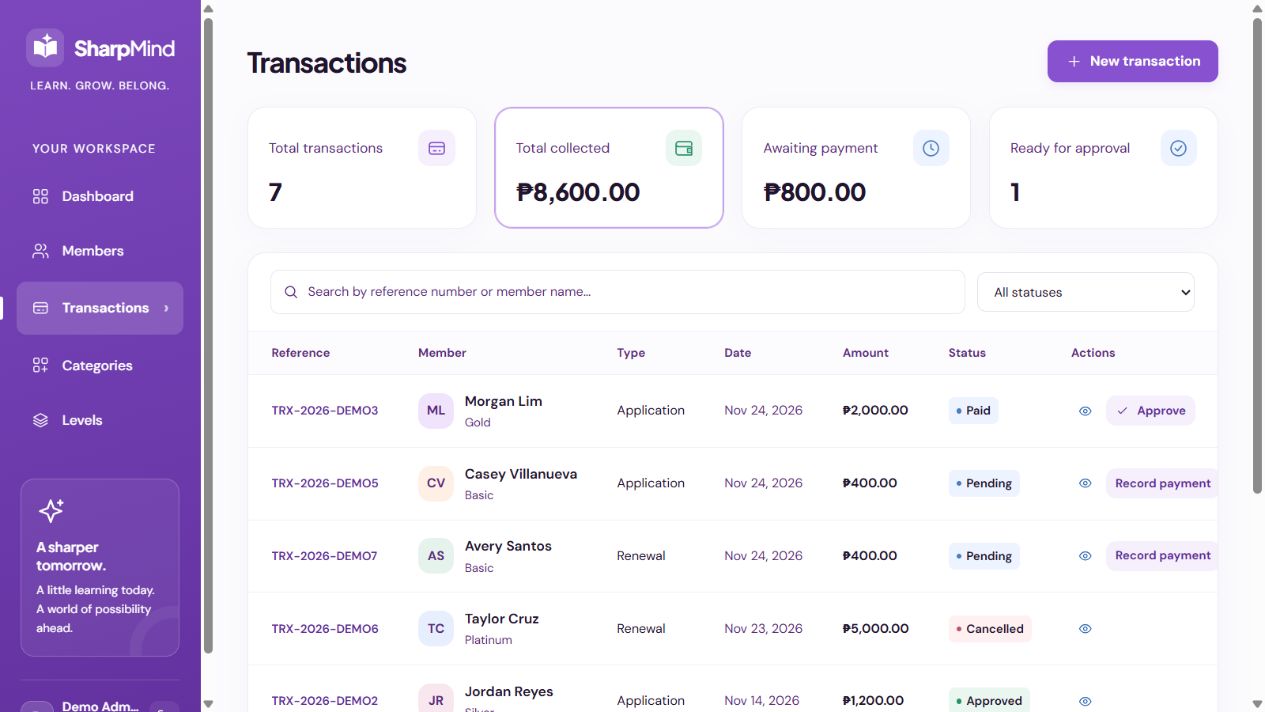 SharpMind
LEARN. GROW. BELONG.
YOUR WORKSPACE
Dashboard
Members
Transactions ›
Categories
Levels
A sharper
tomorrow.
A little learning today.
A world of possibility
ahead.
Demo Adm...
Transactions
+ New transaction
Total transactions
7
Total collected
₱8,600.00
Awaiting payment
₱800.00
Ready for approval
1
Search by reference number or member name...
All statuses
Reference Member Type Date Amount Status Actions
TRX-2026-DEMO3 ML Morgan Lim Gold Application Nov 24, 2026 ₱2,000.00 Paid Approve
TRX-2026-DEMO5 CV Casey Villanueva Basic Application Nov 24, 2026 ₱400.00 Pending Record payment
TRX-2026-DEMO7 AS Avery Santos Basic Renewal Nov 24, 2026 ₱400.00 Pending Record payment
TRX-2026-DEMO6 TC Taylor Cruz Platinum Renewal Nov 23, 2026 ₱5,000.00 Cancelled
TRX-2026-DEMO2 JR Jordan Reyes Silver Application Nov 14, 2026 ₱1,200.00 Approved